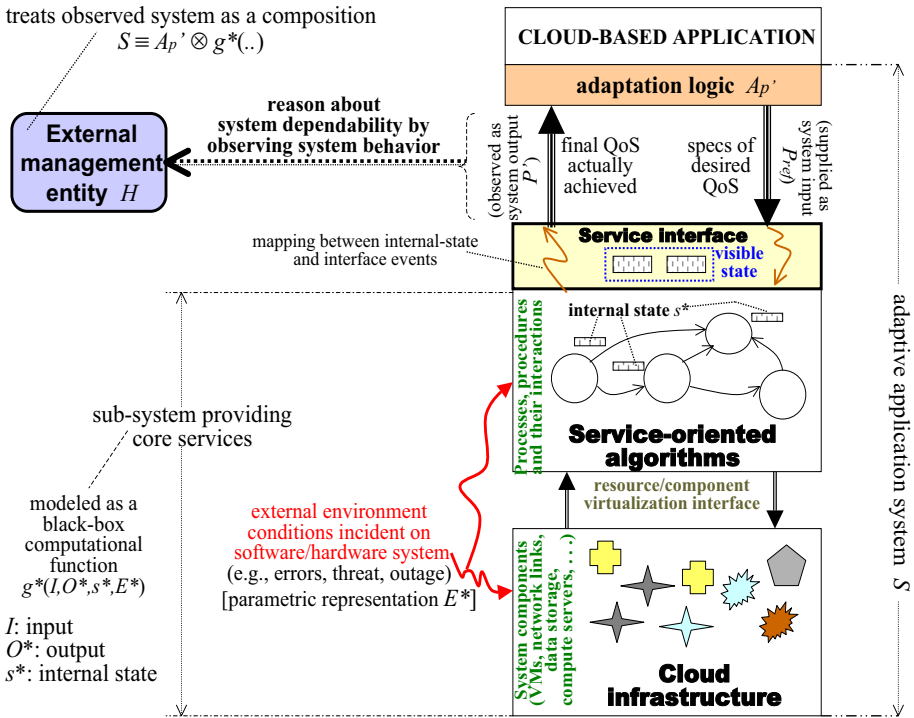 treats observed system as a composition
S ≡ Ap’ ⊗ g*(..)
CLOUD-BASED APPLICATION
adaptation logic Ap’
External
management
entity H
reason about
system dependability by
observing system behavior
(observed as
system output
P’)
final QoS
actually
achieved
specs of
desired
QoS
(supplied as
system input
Pref)
mapping between internal-state
and interface events
Service interface
visible
state
Processes, procedures
and their interactions
internal state s*
Service-oriented
algorithms
sub-system providing
core services
modeled as a
black-box
computational
function
g*(I,O*,s*,E*)
I: input
O*: output
s*: internal state
external environment
conditions incident on
software/hardware system
(e.g., errors, threat, outage)
[parametric representation E*]
resource/component
virtualization interface
System components
(VMs, network links,
data storage,
compute servers, . . .)
Cloud
infrastructure
adaptive application system S